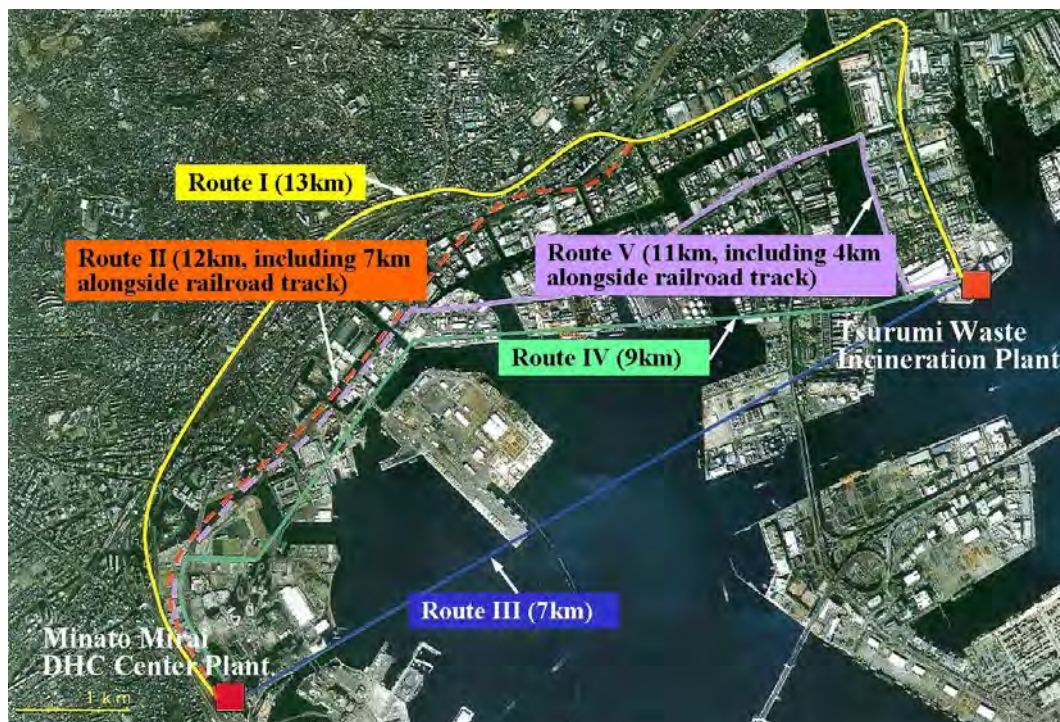 Route I (13km)
Route II (12km, including 7km
alongside railroad track)
Route V (11km, including 4km
alongside railroad track)
Tsurumi Waste
Incineration Plant
Route IV (9km)
Route III (7km)
Minato Mirai
DHC Center Plant
1 km